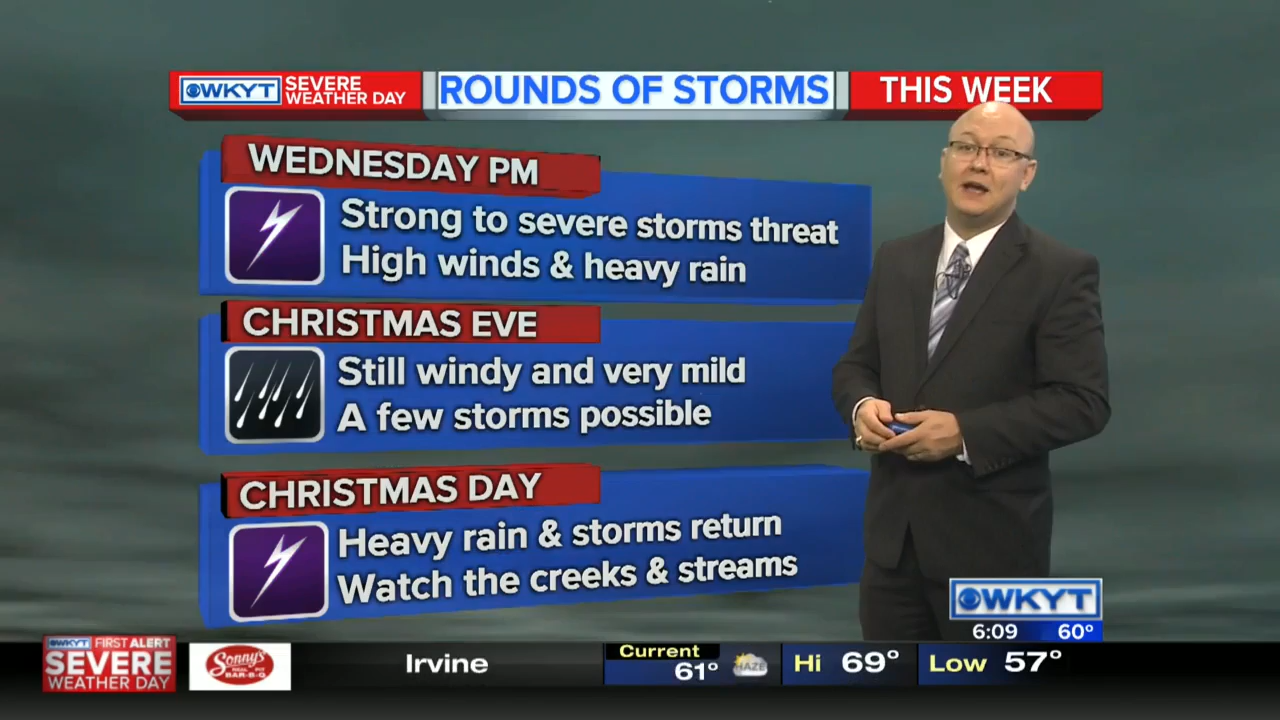 WKYT SEVERE WEATHER DAY
ROUNDS OF STORMS
THIS WEEK
WEDNESDAY PM
Strong to severe storms threat
High winds & heavy rain
CHRISTMAS EVE
Still windy and very mild
A few storms possible
CHRISTMAS DAY
Heavy rain & storms return
Watch the creeks & streams
WKYT
6:09 60°
WKYT FIRST ALERT
SEVERE
WEATHER DAY
Sonny's
REAL PIT
BAR-B-Q
Irvine
Current
61°
HAZE
Hi 69°
Low 57°